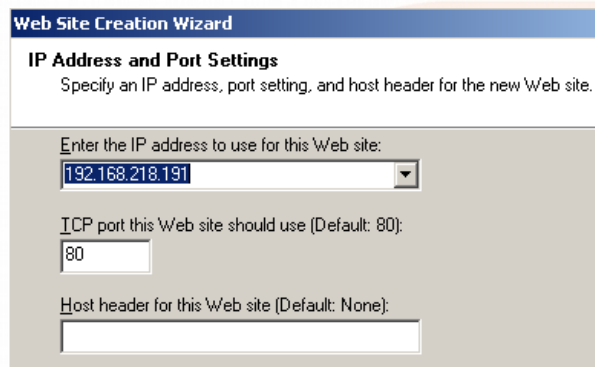 Web Site Creation Wizard
IP Address and Port Settings
Specify an IP address, port setting, and host header for the new Web site.
Enter the IP address to use for this Web site:
192.168.218.191
TCP port this Web site should use (Default: 80):
80
Host header for this Web site (Default: None):